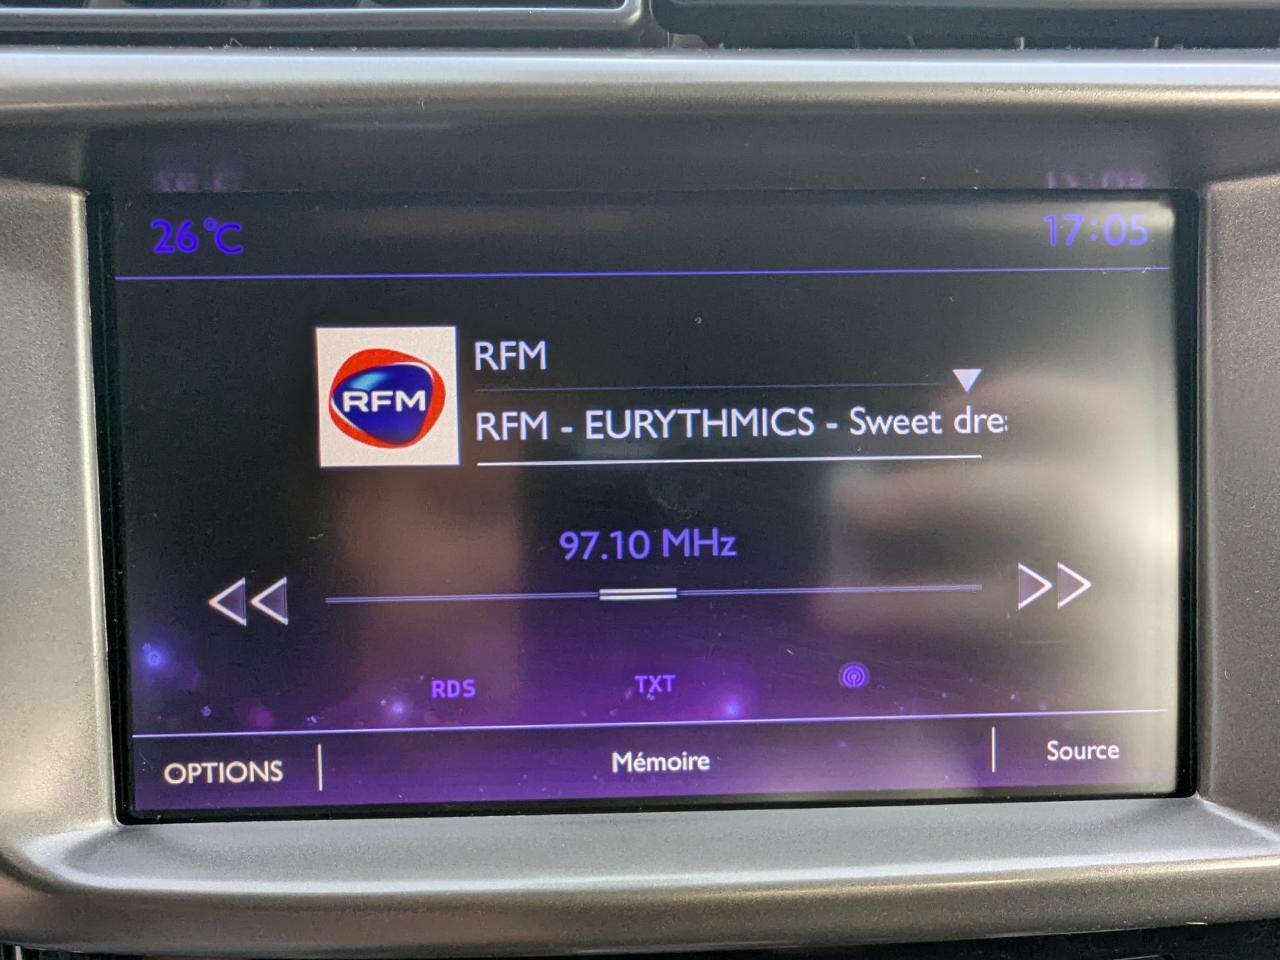 26°C
17:05
RFM
RFM
RFM - EURYTHMICS - Sweet dre
97.10 MHz
RDS
TXT
OPTIONS
Mémoire
Source